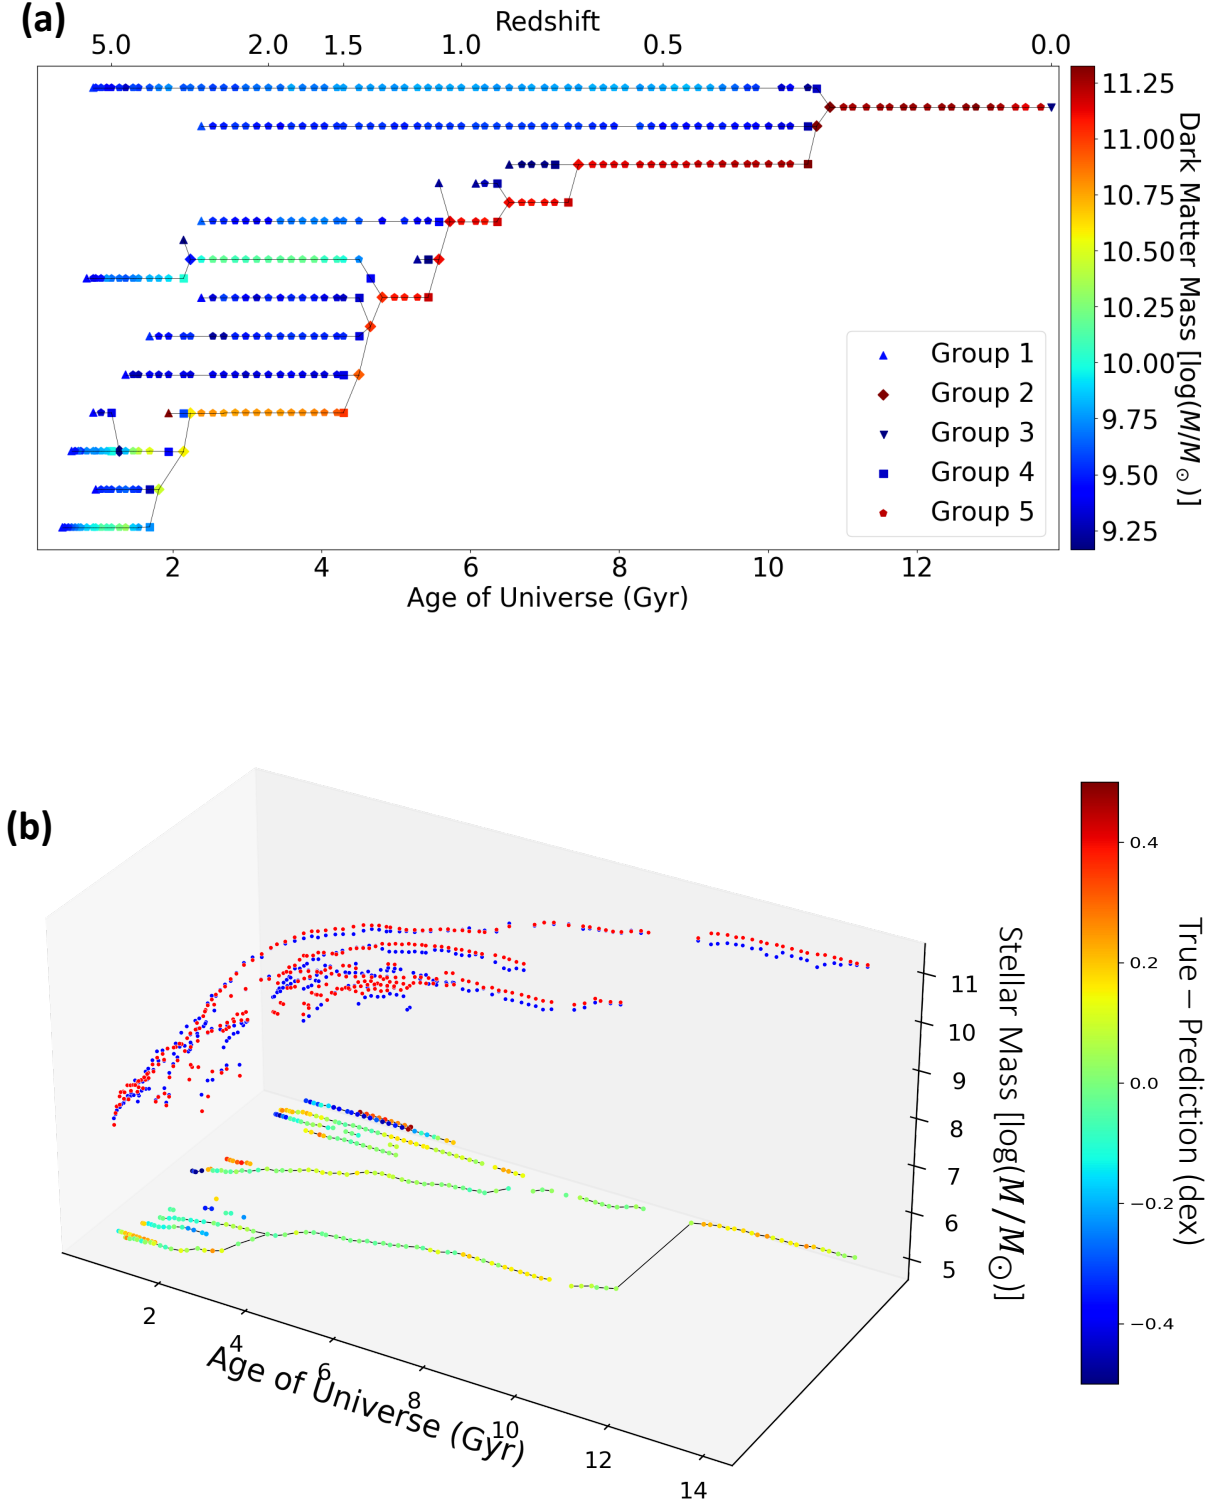 (a)
Redshift
5.0 2.0 1.5 1.0 0.5 0.0
11.25
11.00
10.75
10.50
10.25
10.00
9.75
9.50
9.25
Dark Matter Mass [log(M/M⊙)]
Group 1
Group 2
Group 3
Group 4
Group 5
2 4 6 8 10 12
Age of Universe (Gyr)
(b)
11
10
9
8
7
6
5
Stellar Mass [log(M/M⊙)]
2 4 6 8 10 12 14
Age of Universe (Gyr)
0.4
0.2
0.0
−0.2
−0.4
True − Prediction (dex)